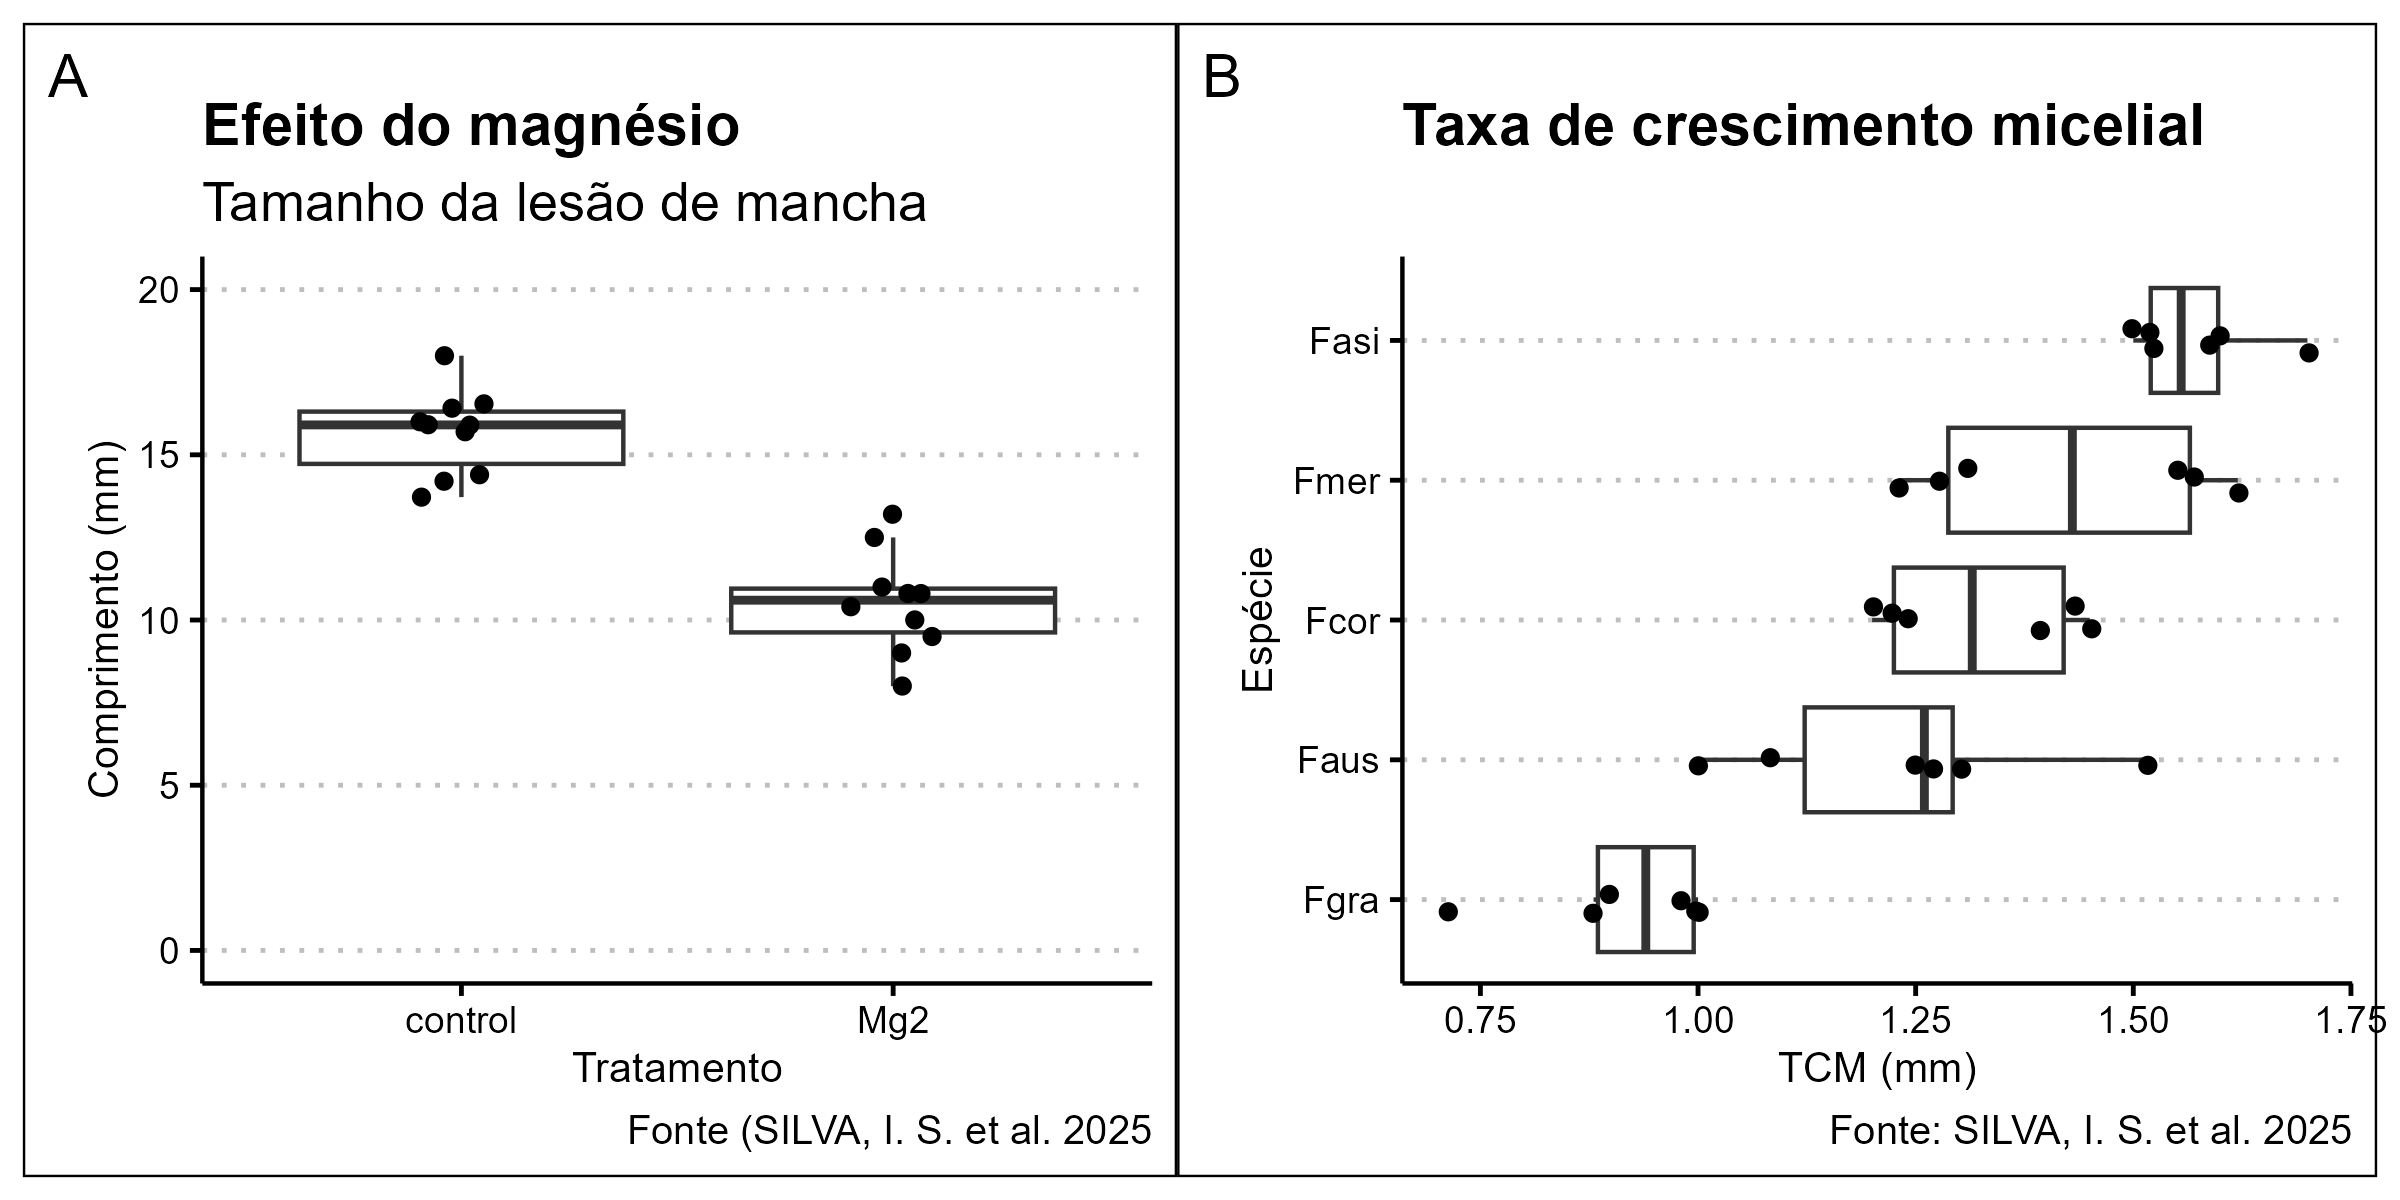 A
Efeito do magnésio
Tamanho da lesão de mancha
Comprimento (mm)
20
15
10
5
0
control
Mg2
Tratamento
Fonte (SILVA, I. S. et al. 2025
B
Taxa de crescimento micelial
Espécie
Fasi
Fmer
Fcor
Faus
Fgra
0.75
1.00
1.25
1.50
1.75
TCM (mm)
Fonte: SILVA, I. S. et al. 2025